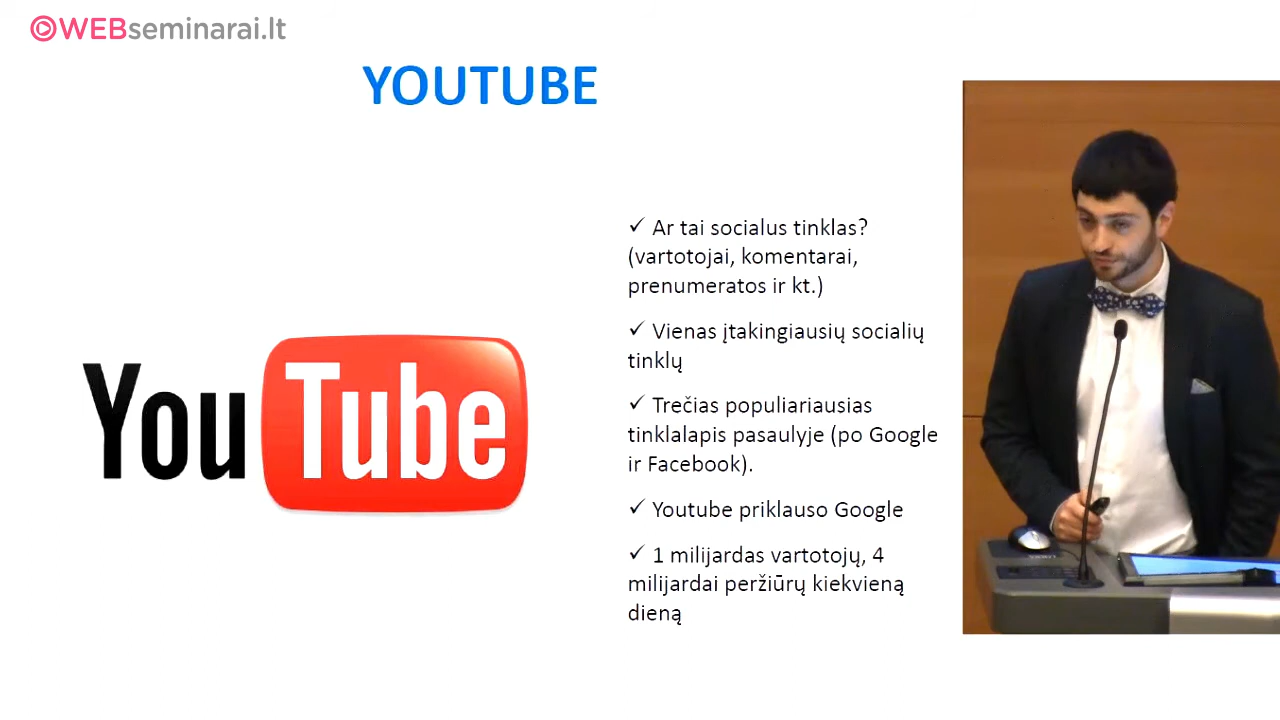 WEBseminarai.lt
YOUTUBE
✓ Ar tai socialus tinklas?
(vartotojai, komentarai,
prenumeratos ir kt.)
✓ Vienas įtakingiausių socialių
tinklų
✓ Trečias populiariausias
tinklalapis pasaulyje (po Google
ir Facebook).
✓ Youtube priklauso Google
✓ 1 milijardas vartotojų, 4
milijardai peržiūrų kiekvieną
dieną
YouTube